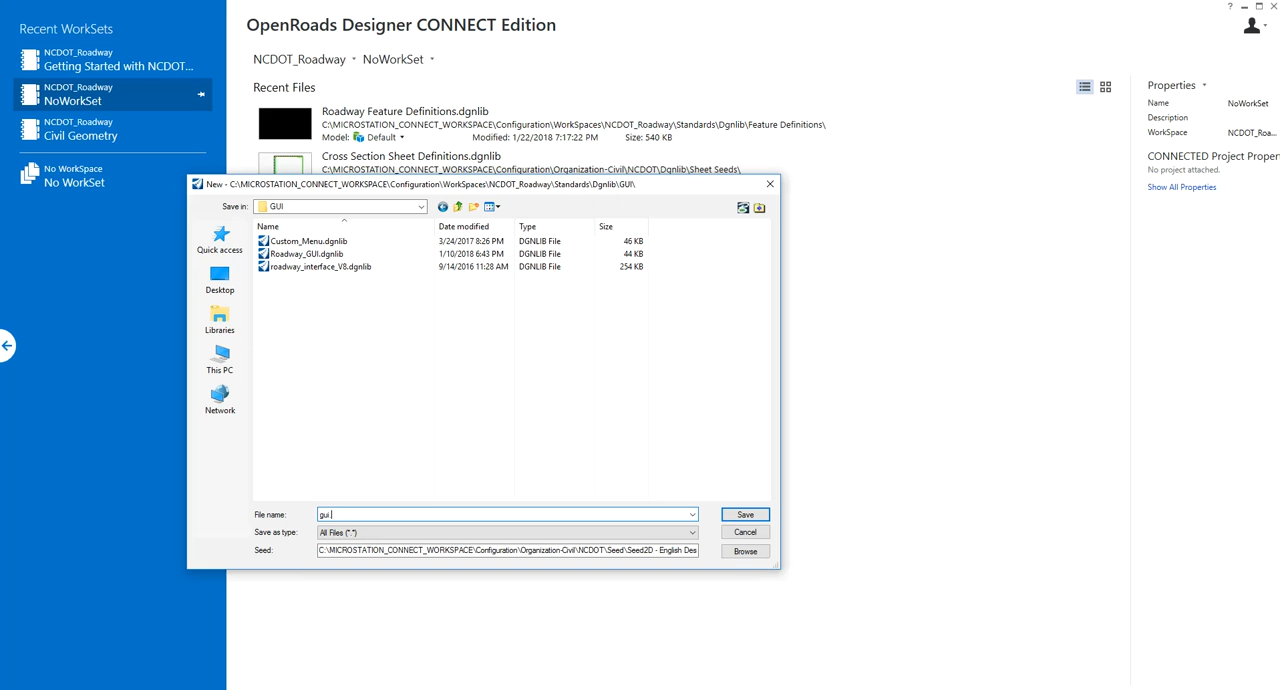 Recent WorkSets
NCDOT_Roadway
Getting Started with NCDOT...
NCDOT_Roadway
NoWorkSet
NCDOT_Roadway
Civil Geometry
No WorkSpace
No WorkSet
?
OpenRoads Designer CONNECT Edition
NCDOT_Roadway NoWorkSet
Recent Files
Roadway Feature Definitions.dgnlib
C:\MICROSTATION_CONNECT_WORKSPACE\Configuration\WorkSpaces\NCDOT_Roadway\Standards\Dgnlib\Feature Definitions\
Model: Default Modified: 1/22/2018 7:17:22 PM Size: 540 KB
Cross Section Sheet Definitions.dgnlib
C:\MICROSTATION_CONNECT_WORKSPACE\Configuration\Organization-Civil\NCDOT\Dgnlib\Sheet Seeds\
Properties
Name NoWorkSet
Description
WorkSpace NCDOT_Roa...
CONNECTED Project Proper
No project attached.
Show All Properties
New - C:\MICROSTATION_CONNECT_WORKSPACE\Configuration\WorkSpaces\NCDOT_Roadway\Standards\Dgnlib\GUI\
Save in: GUI
Name Date modified Type Size
Custom_Menu.dgnlib 3/24/2017 8:26 PM DGNLIB File 46 KB
Roadway_GUI.dgnlib 1/10/2018 6:43 PM DGNLIB File 44 KB
roadway_interface_V8.dgnlib 9/14/2016 11:28 AM DGNLIB File 254 KB
Quick access
Desktop
Libraries
This PC
Network
File name: gui. Save
Save as type: All Files (*.*) Cancel
Seed: C:\MICROSTATION_CONNECT_WORKSPACE\Configuration\Organization-Civil\NCDOT\Seed\Seed2D - English Des Browse